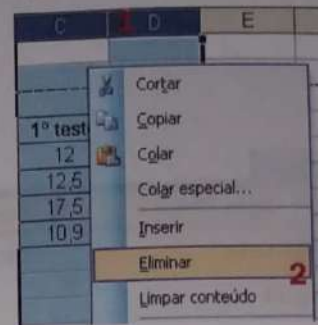 C 1 D E
Cortar
Copiar
1º test
12 Colar
12,5 Colar especial...
17,5
10,9 Inserir
Eliminar 2
Limpar conteúdo